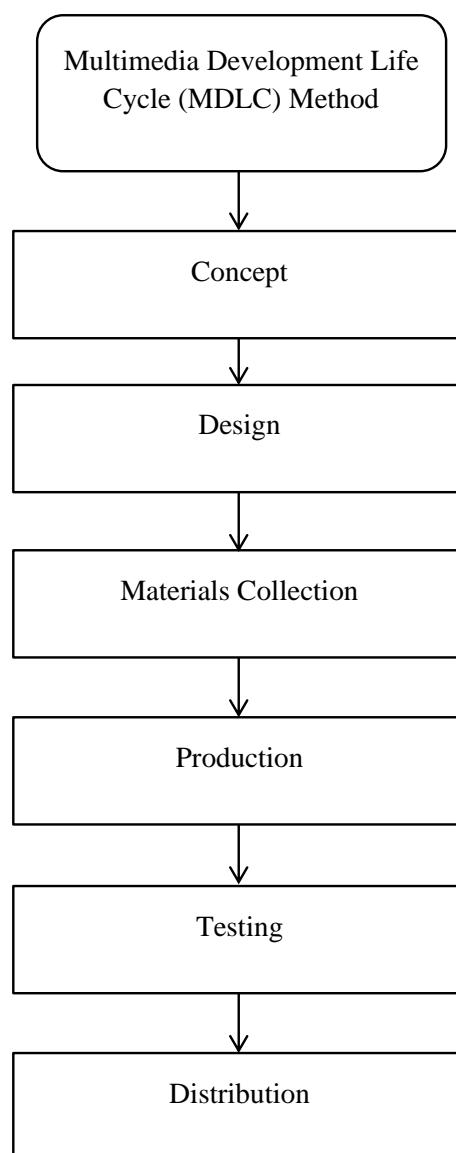 Multimedia Development Life
Cycle (MDLC) Method
Concept
Design
Materials Collection
Production
Testing
Distribution